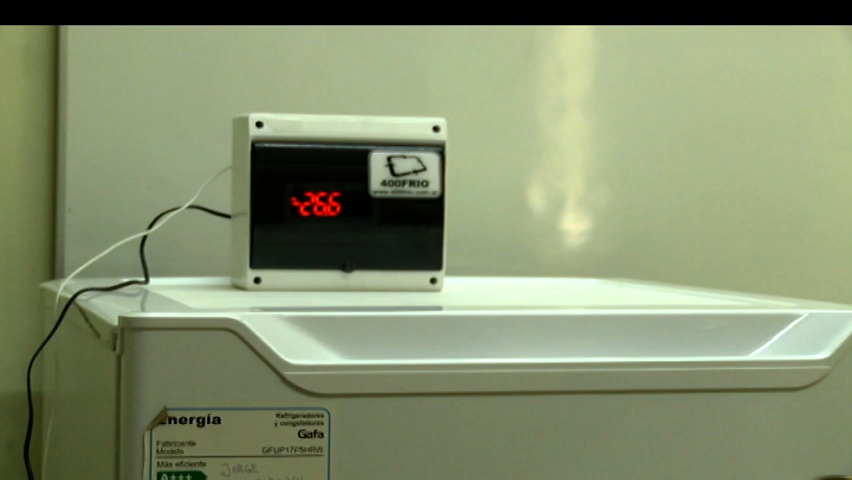 400FRIO
-26.6
Energía
Refrigeradores
y congeladores
Gafa
Fabricante
Modelo
GFUP17P5HRW
Más eficiente
A+++
JORGE